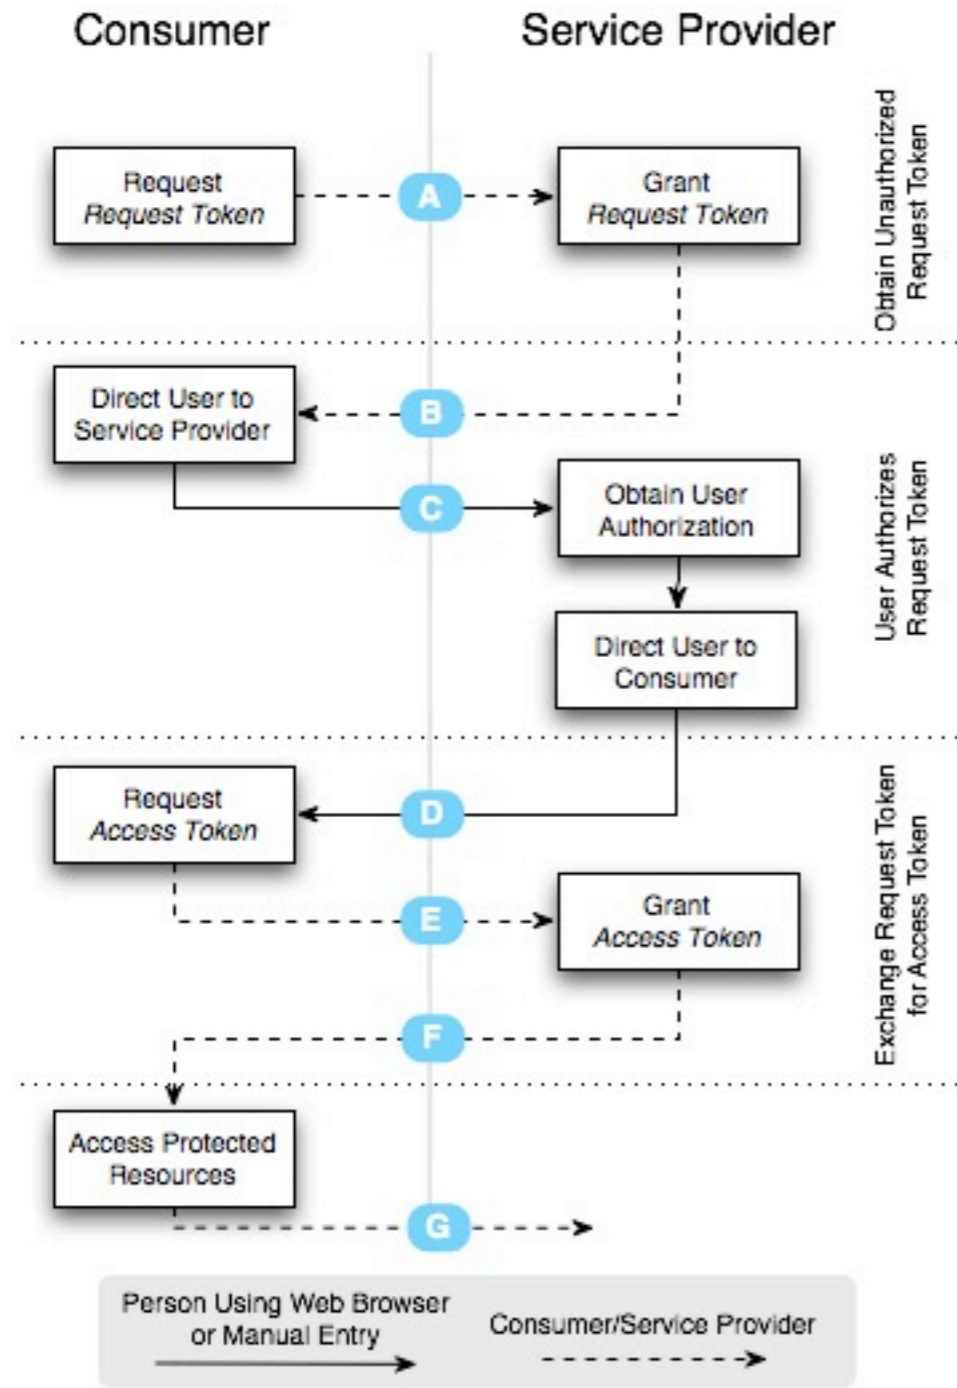 Consumer
Service Provider
Request
Request Token
A
Grant
Request Token
Obtain Unauthorized
Request Token
Direct User to
Service Provider
B
C
Obtain User
Authorization
Direct User to
Consumer
User Authorizes
Request Token
Request
Access Token
D
E
Grant
Access Token
F
Exchange Request Token
for Access Token
Access Protected
Resources
G
Person Using Web Browser
or Manual Entry
Consumer/Service Provider